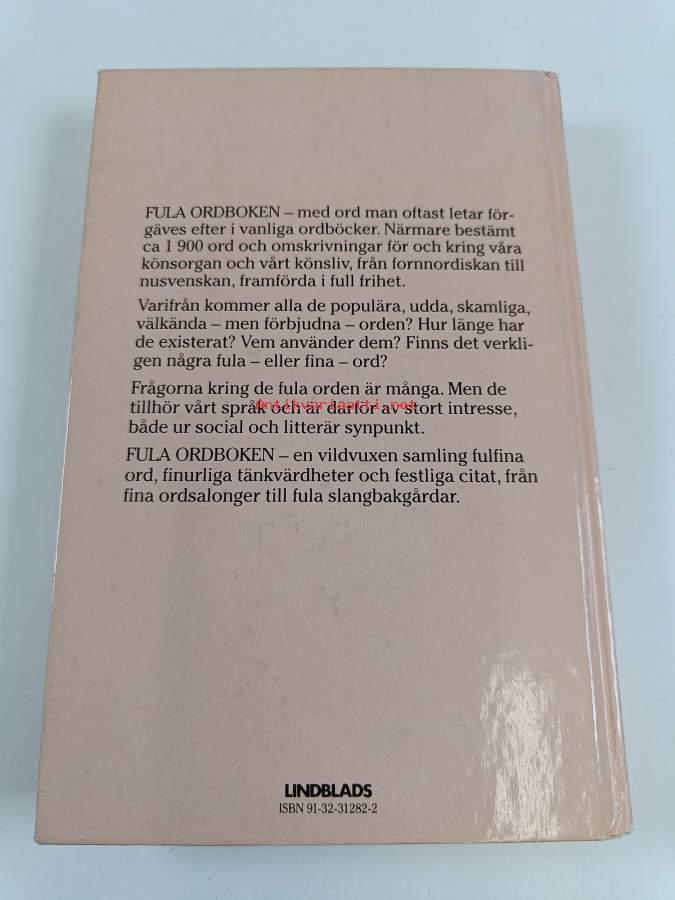 FULA ORDBOKEN – med ord man oftast letar för-
gäves efter i vanliga ordböcker. Närmare bestämt
ca 1 900 ord och omskrivningar för och kring våra
könsorgan och vårt könsliv, från fornnordiskan till
nusvenskan, framförda i full frihet.
Varifrån kommer alla de populära, udda, skamliga,
välkända – men förbjudna – orden? Hur länge har
de existerat? Vem använder dem? Finns det verkli-
gen några fula – eller fina – ord?
Frågorna kring de fula orden är många. Men de
tillhör vårt språk och är därför av stort intresse,
Antikvariaatti.net
både ur social och litterär synpunkt.
FULA ORDBOKEN – en vildvuxen samling fulfina
ord, finurliga tänkvärdheter och festliga citat, från
fina ordsalonger till fula slangbakgårdar.
LINDBLADS
ISBN 91-32-31282-2